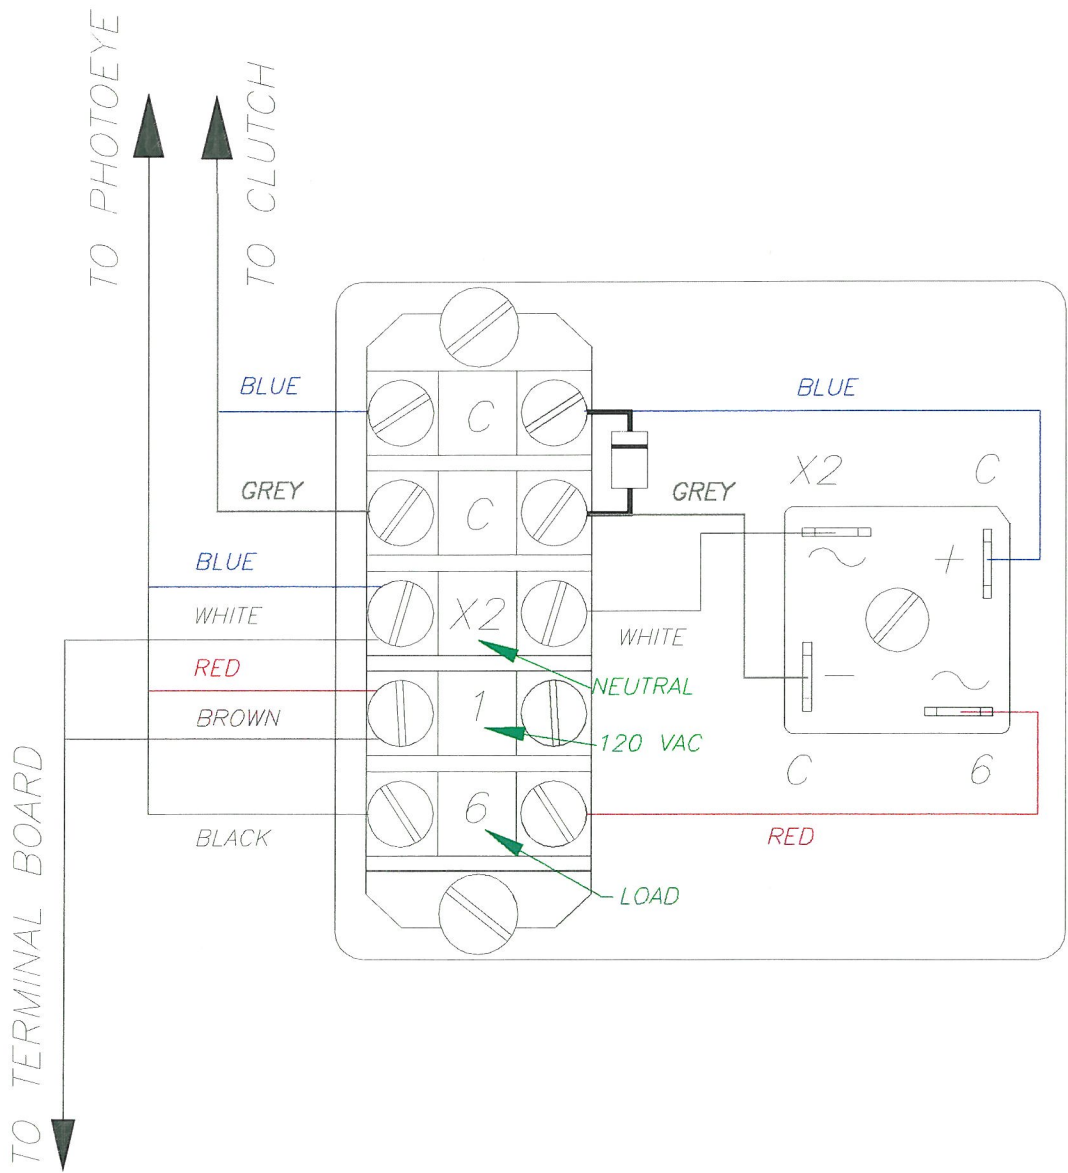 TO PHOTOEYE
TO CLUTCH
BLUE
C
BLUE
GREY
C
GREY
X2
C
BLUE
WHITE
X2
WHITE
~
+
NEUTRAL
RED
BROWN
1
120 VAC
-
~
C
6
BLACK
6
RED
LOAD
TO TERMINAL BOARD